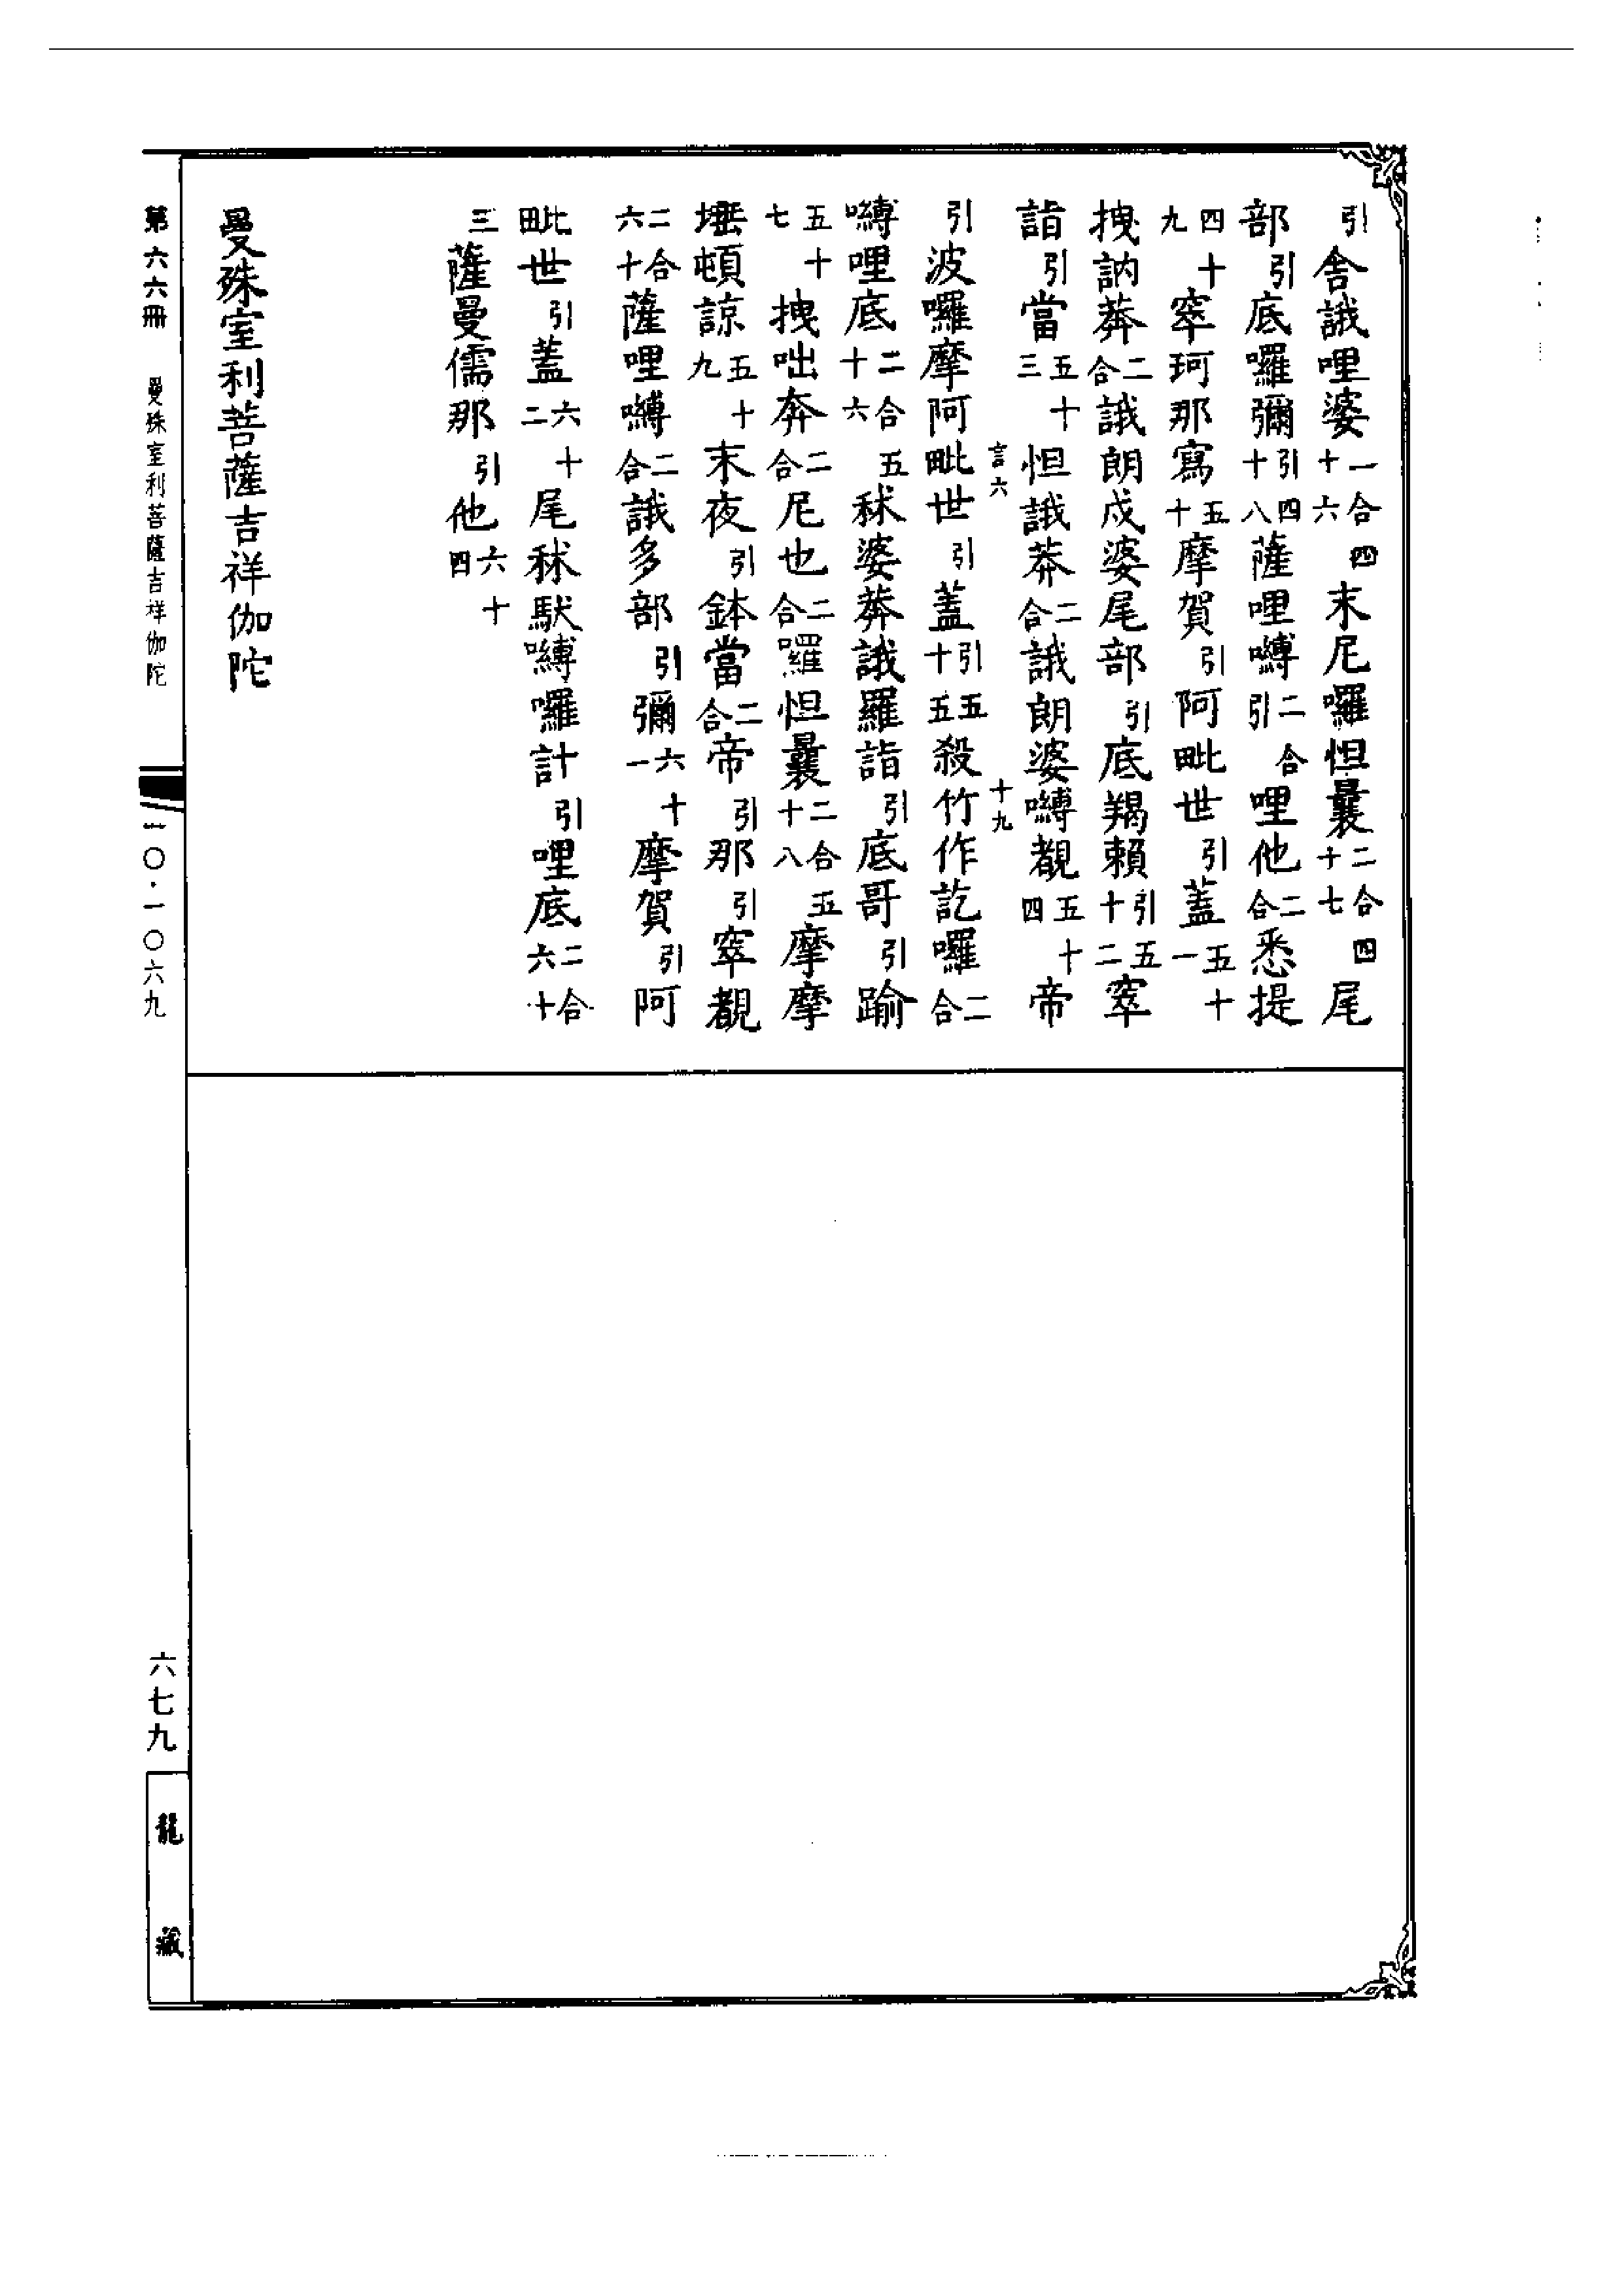 引舍誐哩婆一合四十六末尼囉怛曩二合四十七尾
部引底囉彌引四十八薩哩嚩二合引哩他二合悉提
四十九窣珂那寫五十摩賀引阿毗世引蓋五十一
拽訥莽二合誐朗成婆尾部引底羯賴引五十二窣
詣引當五十三怛誐莽二合誐朗婆嚩覩五十四帝
言六
十九
引波囉摩阿毗世引蓋引五十五殺竹作訖囉二合
嚩哩底二合五十六秫婆莽誐羅詣引底哥引踰
五十七拽咄奔二合尼也二合囉怛曩二合五十八摩摩
頓諒五十九末夜引鉢當二合帝引那引窣覩
二合六十薩哩嚩二合誐多部引彌六十一摩賀引阿
毗世引蓋六十二尾秫馱嚩囉計引哩底二合六十
三薩曼儒那引他六十四
曼殊室利菩薩吉祥伽陀
第六六冊 曼殊室利菩薩吉祥伽陀
一〇六九
六七九
龍藏